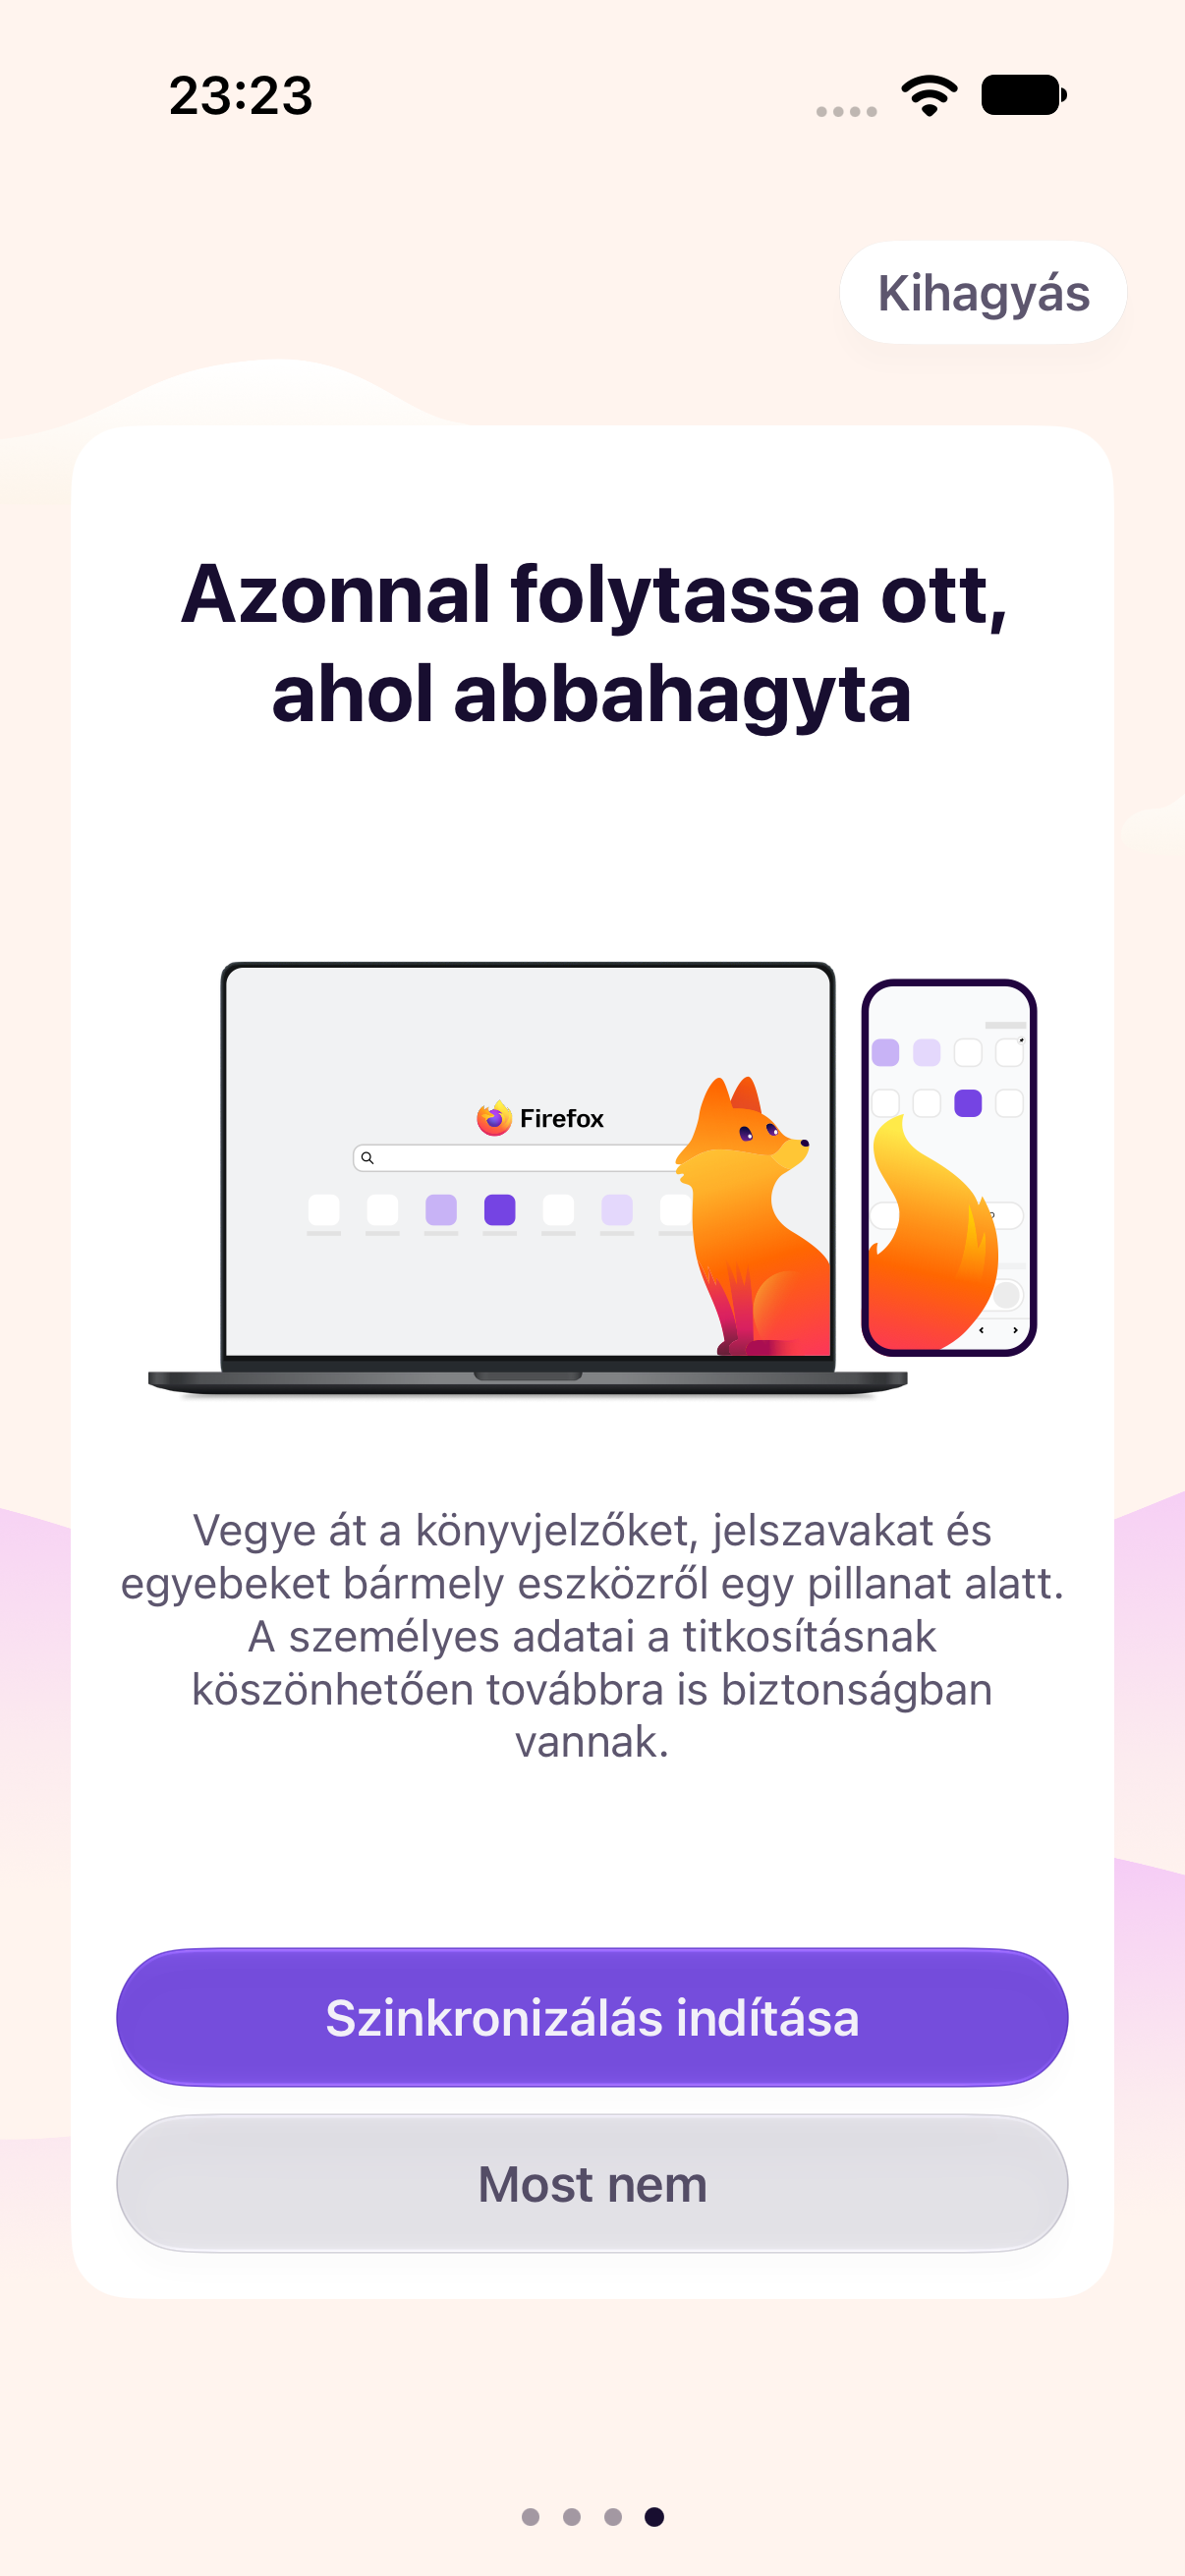 23:23
Kihagyás
Azonnal folytassa ott,
ahol abbahagyta
Firefox
Vegye át a könyvjelzőket, jelszavakat és
egyebeket bármely eszközről egy pillanat alatt.
A személyes adatai a titkosításnak
köszönhetően továbbra is biztonságban
vannak.
Szinkronizálás indítása
Most nem